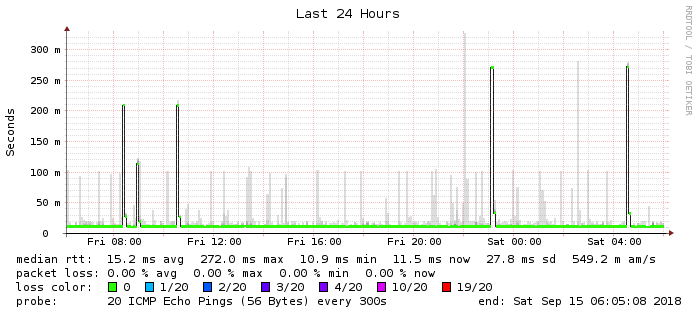 Last 24 Hours
RRDTOOL / TOBI OETIKER
Seconds
300 m
250 m
200 m
150 m
100 m
50 m
0
Fri 08:00 Fri 12:00 Fri 16:00 Fri 20:00 Sat 00:00 Sat 04:00
median rtt: 15.2 ms avg 272.0 ms max 10.9 ms min 11.5 ms now 27.8 ms sd 549.2 m am/s
packet loss: 0.00 % avg 0.00 % max 0.00 % min 0.00 % now
loss color: 0 1/20 2/20 3/20 4/20 10/20 19/20
probe: 20 ICMP Echo Pings (56 Bytes) every 300s end: Sat Sep 15 06:05:08 2018